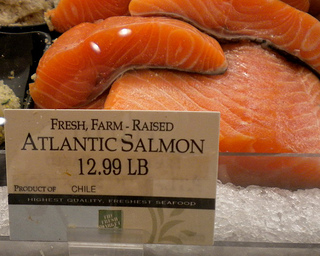 FRESH, FARM - RAISED
ATLANTIC SALMON
12.99 LB
PRODUCT OF CHILE
HIGHEST QUALITY, FRESHEST SEAFOOD